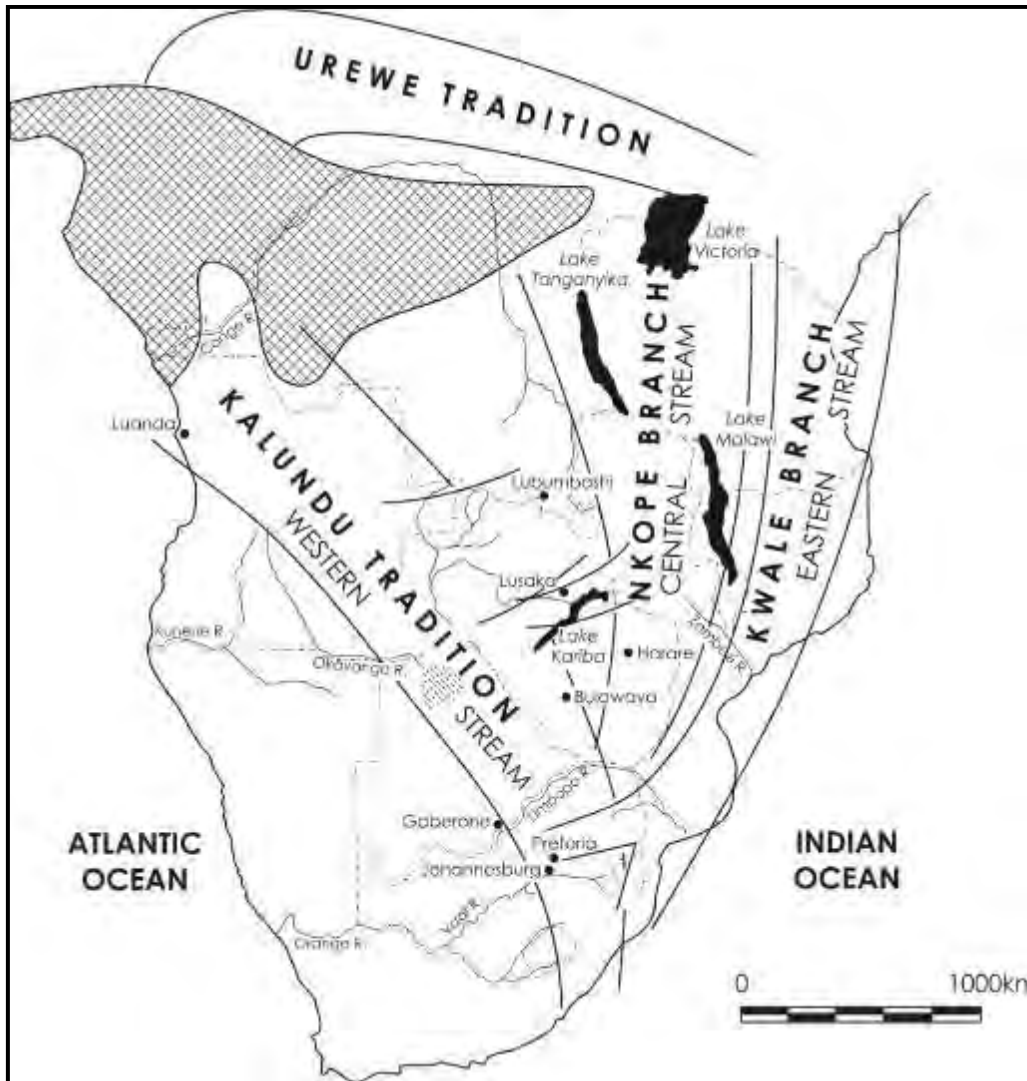 UREWE TRADITION
Lake
Victoria
Lake
Tanganyika
Congo R.
Luanda
KALUNDU TRADITION
WESTERN STREAM
Lubumbashi
NKOPE BRANCH
CENTRAL STREAM
Lake
Malawi
KWALE BRANCH
EASTERN STREAM
Lusaka
Lake
Kariba
Zambezi R.
Harare
Kunene R.
Okavango R.
Bulawayo
Limpopo R.
Gaberone
Pretoria
Johannesburg
Vaal R.
Orange R.
ATLANTIC
OCEAN
INDIAN
OCEAN
0 1000km